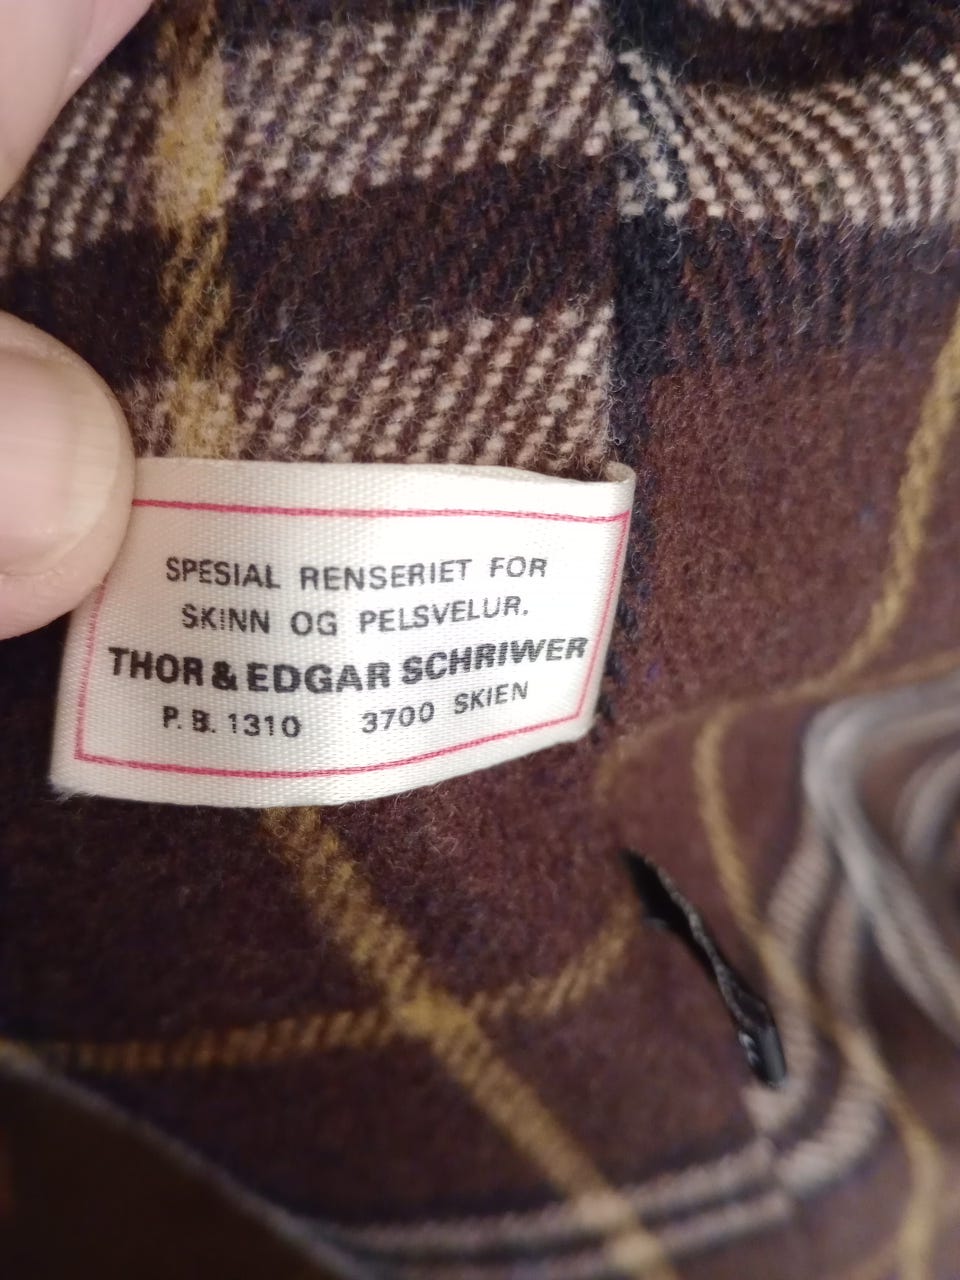 SPESIAL RENSERIET FOR
SKINN OG PELSVELUR.
THOR & EDGAR SCHRIWER
P.B. 1310 3700 SKIEN